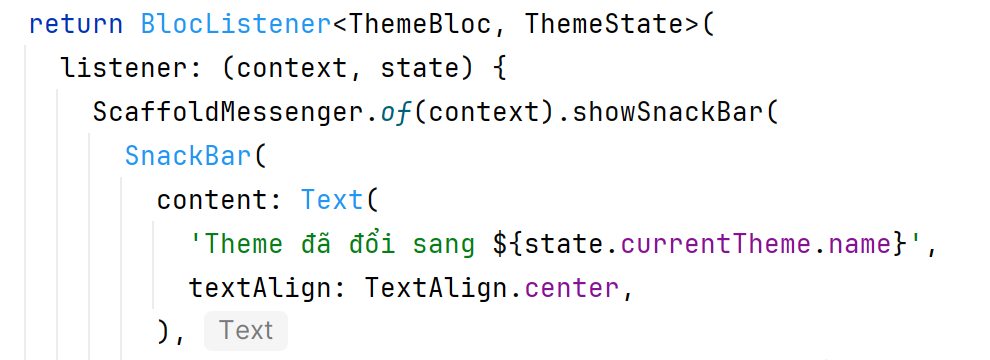 return BlocListener<ThemeBloc, ThemeState>(
listener: (context, state) {
ScaffoldMessenger.of(context).showSnackBar(
SnackBar(
content: Text(
'Theme đã đổi sang ${state.currentTheme.name}',
textAlign: TextAlign.center,
), Text